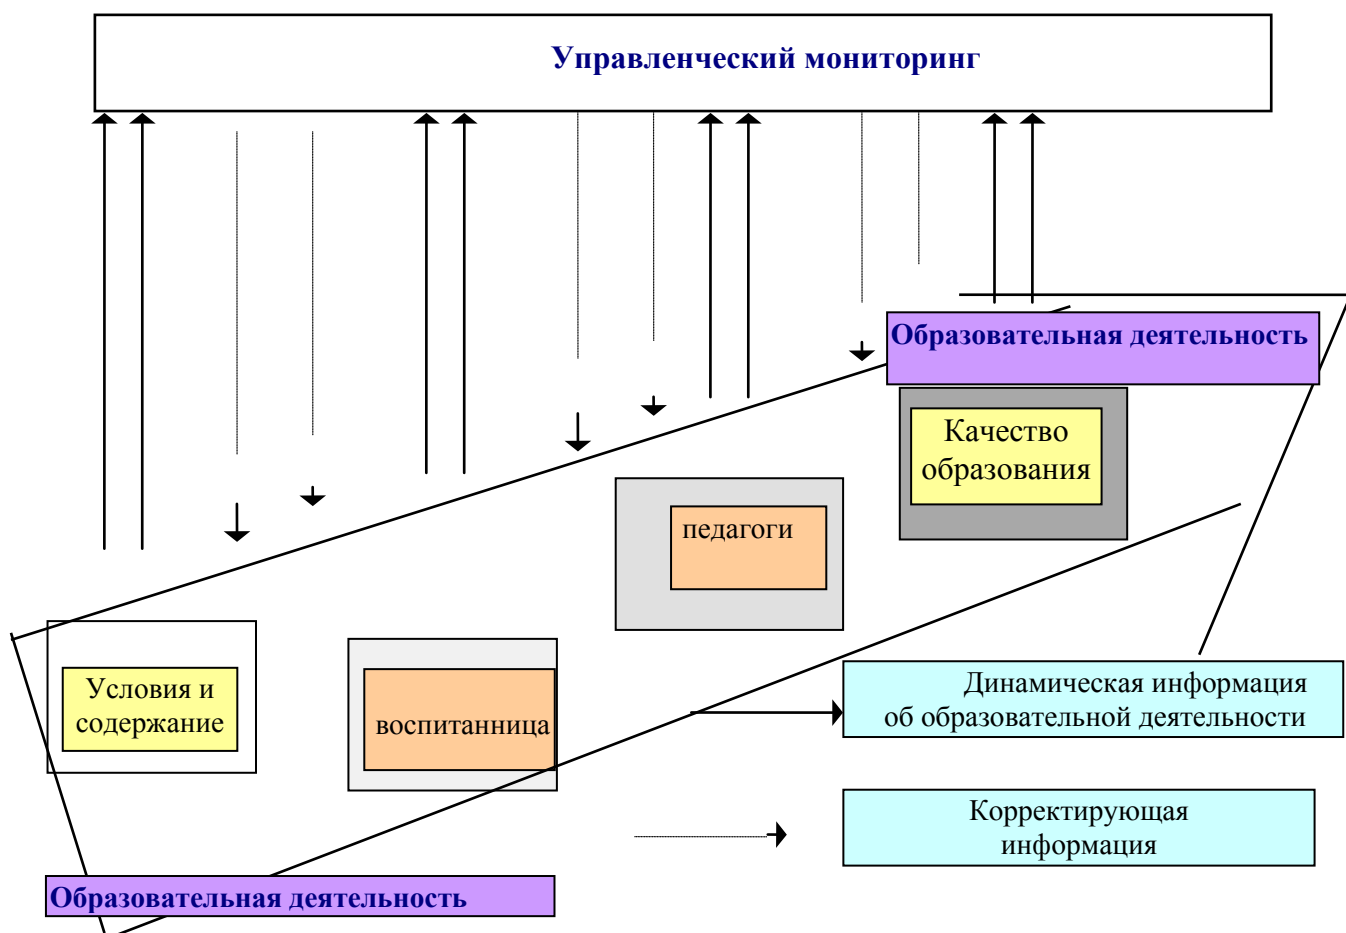 Управленческий мониторинг
Образовательная деятельность
Качество
образования
педагоги
Условия и
содержание
воспитанница
Динамическая информация
об образовательной деятельности
Корректирующая
информация
Образовательная деятельность